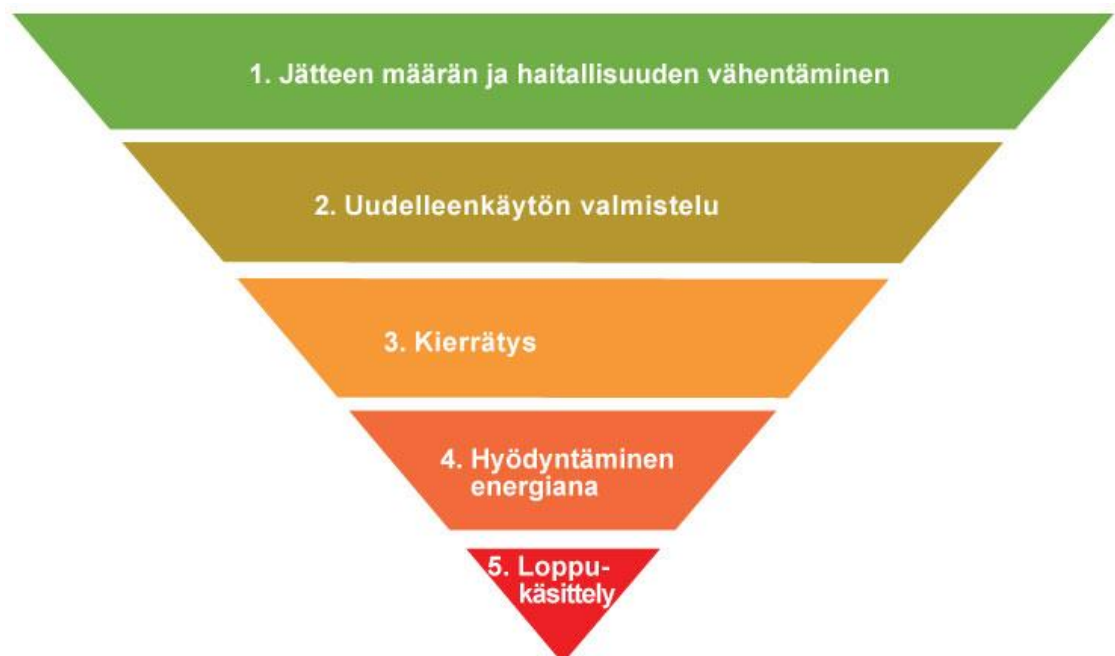 1. Jätteen määrän ja haitallisuuden vähentäminen
2. Uudelleenkäytön valmistelu
3. Kierrätys
4. Hyödyntäminen
energiana
5. Loppu-
käsittely